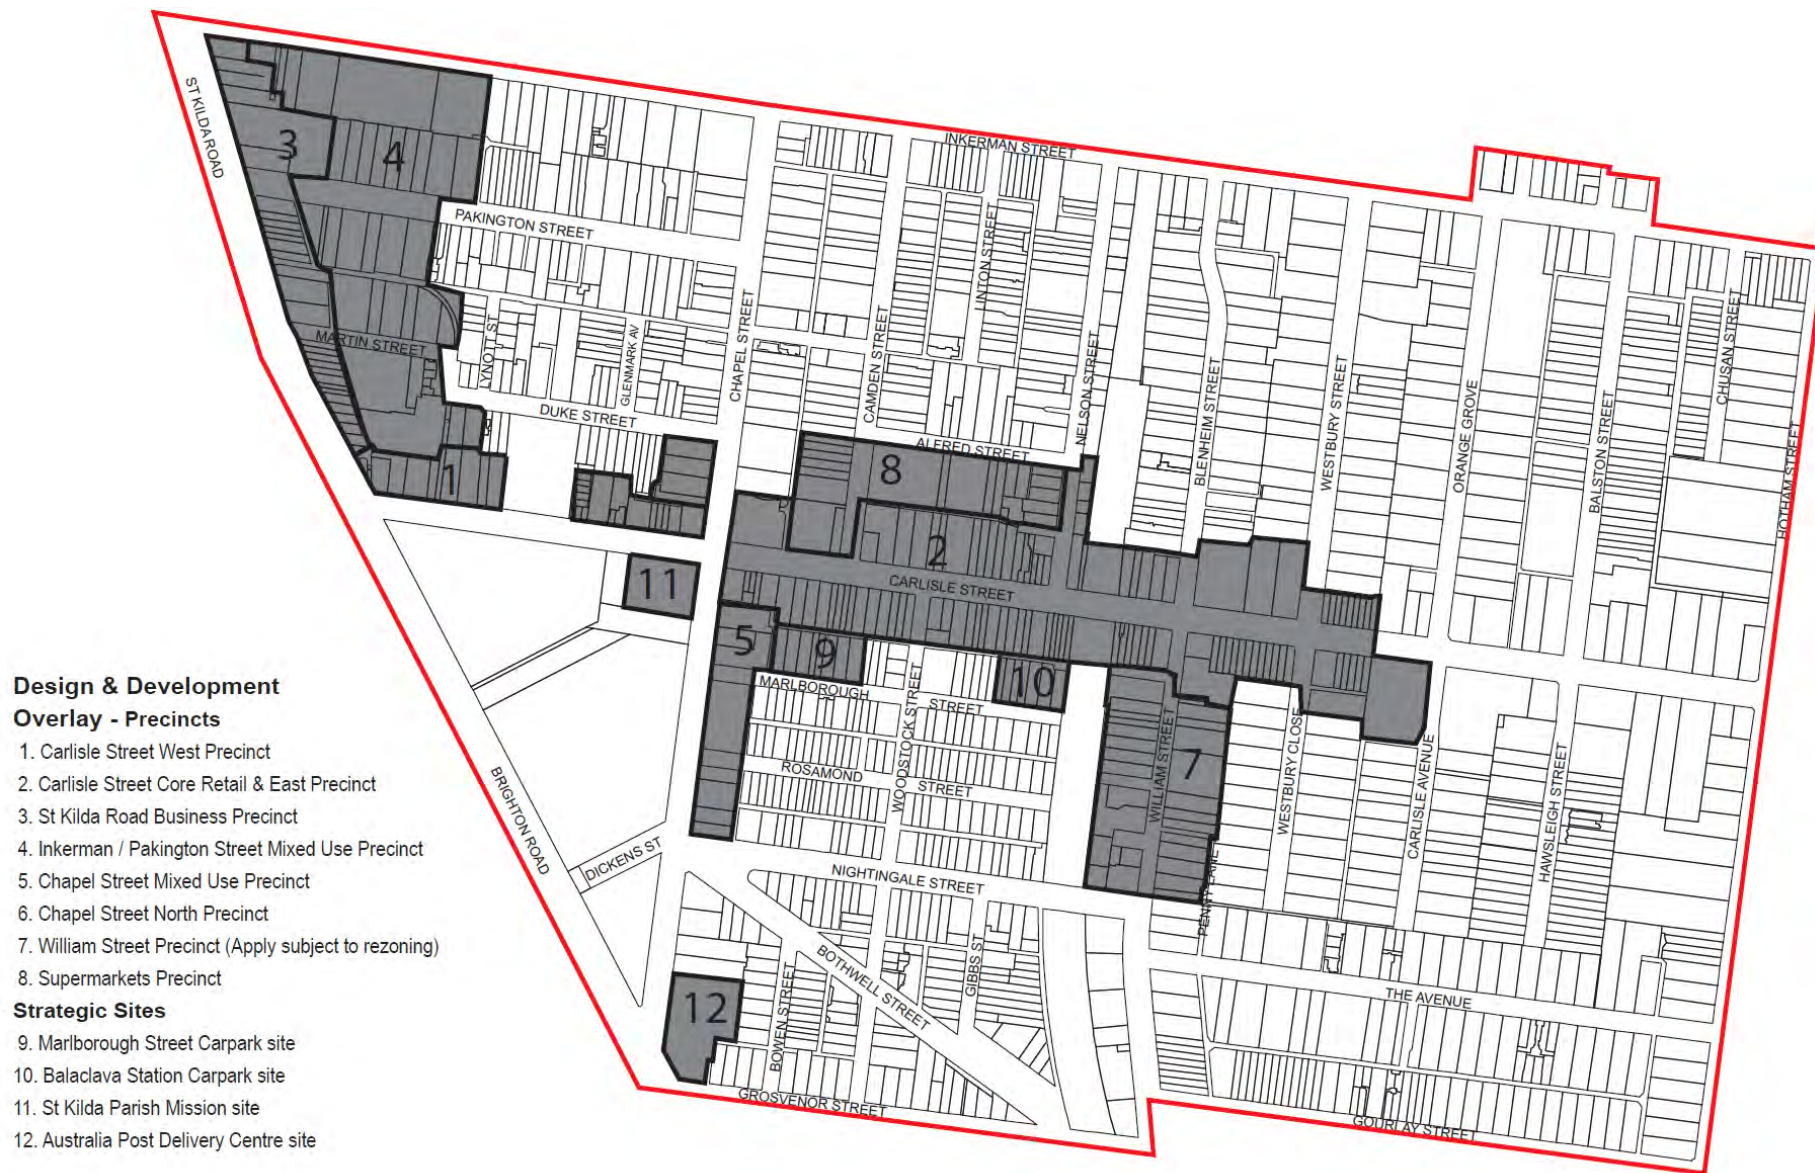 INKERMAN STREET
ST KILDA ROAD
3
4
PAKINGTON STREET
LINTON STREET
CHAPEL STREET
CAMDEN STREET
NELSON STREET
BLENHEIM STREET
WESTBURY STREET
ORANGE GROVE
BALSTON STREET
CHUSAN STREET
HOTHAM STREET
MARTIN STREET
LYNOTT ST
GLENMARK AV
DUKE STREET
ALFRED STREET
1
8
2
11
CARLISLE STREET
5
9
10
MARLBOROUGH STREET
WOODSTOCK STREET
ROSAMOND STREET
WILLIAM STREET
7
WESTBURY CLOSE
CARLISLE AVENUE
HAWSLEIGH STREET
BRIGHTON ROAD
DICKENS ST
NIGHTINGALE STREET
PENNY LANE
BOTHWELL STREET
GIBBS ST
BOWEN STREET
12
THE AVENUE
GROSVENOR STREET
GOURLAY STREET
Design & Development
Overlay - Precincts
1. Carlisle Street West Precinct
2. Carlisle Street Core Retail & East Precinct
3. St Kilda Road Business Precinct
4. Inkerman / Pakington Street Mixed Use Precinct
5. Chapel Street Mixed Use Precinct
6. Chapel Street North Precinct
7. William Street Precinct (Apply subject to rezoning)
8. Supermarkets Precinct
Strategic Sites
9. Marlborough Street Carpark site
10. Balaclava Station Carpark site
11. St Kilda Parish Mission site
12. Australia Post Delivery Centre site